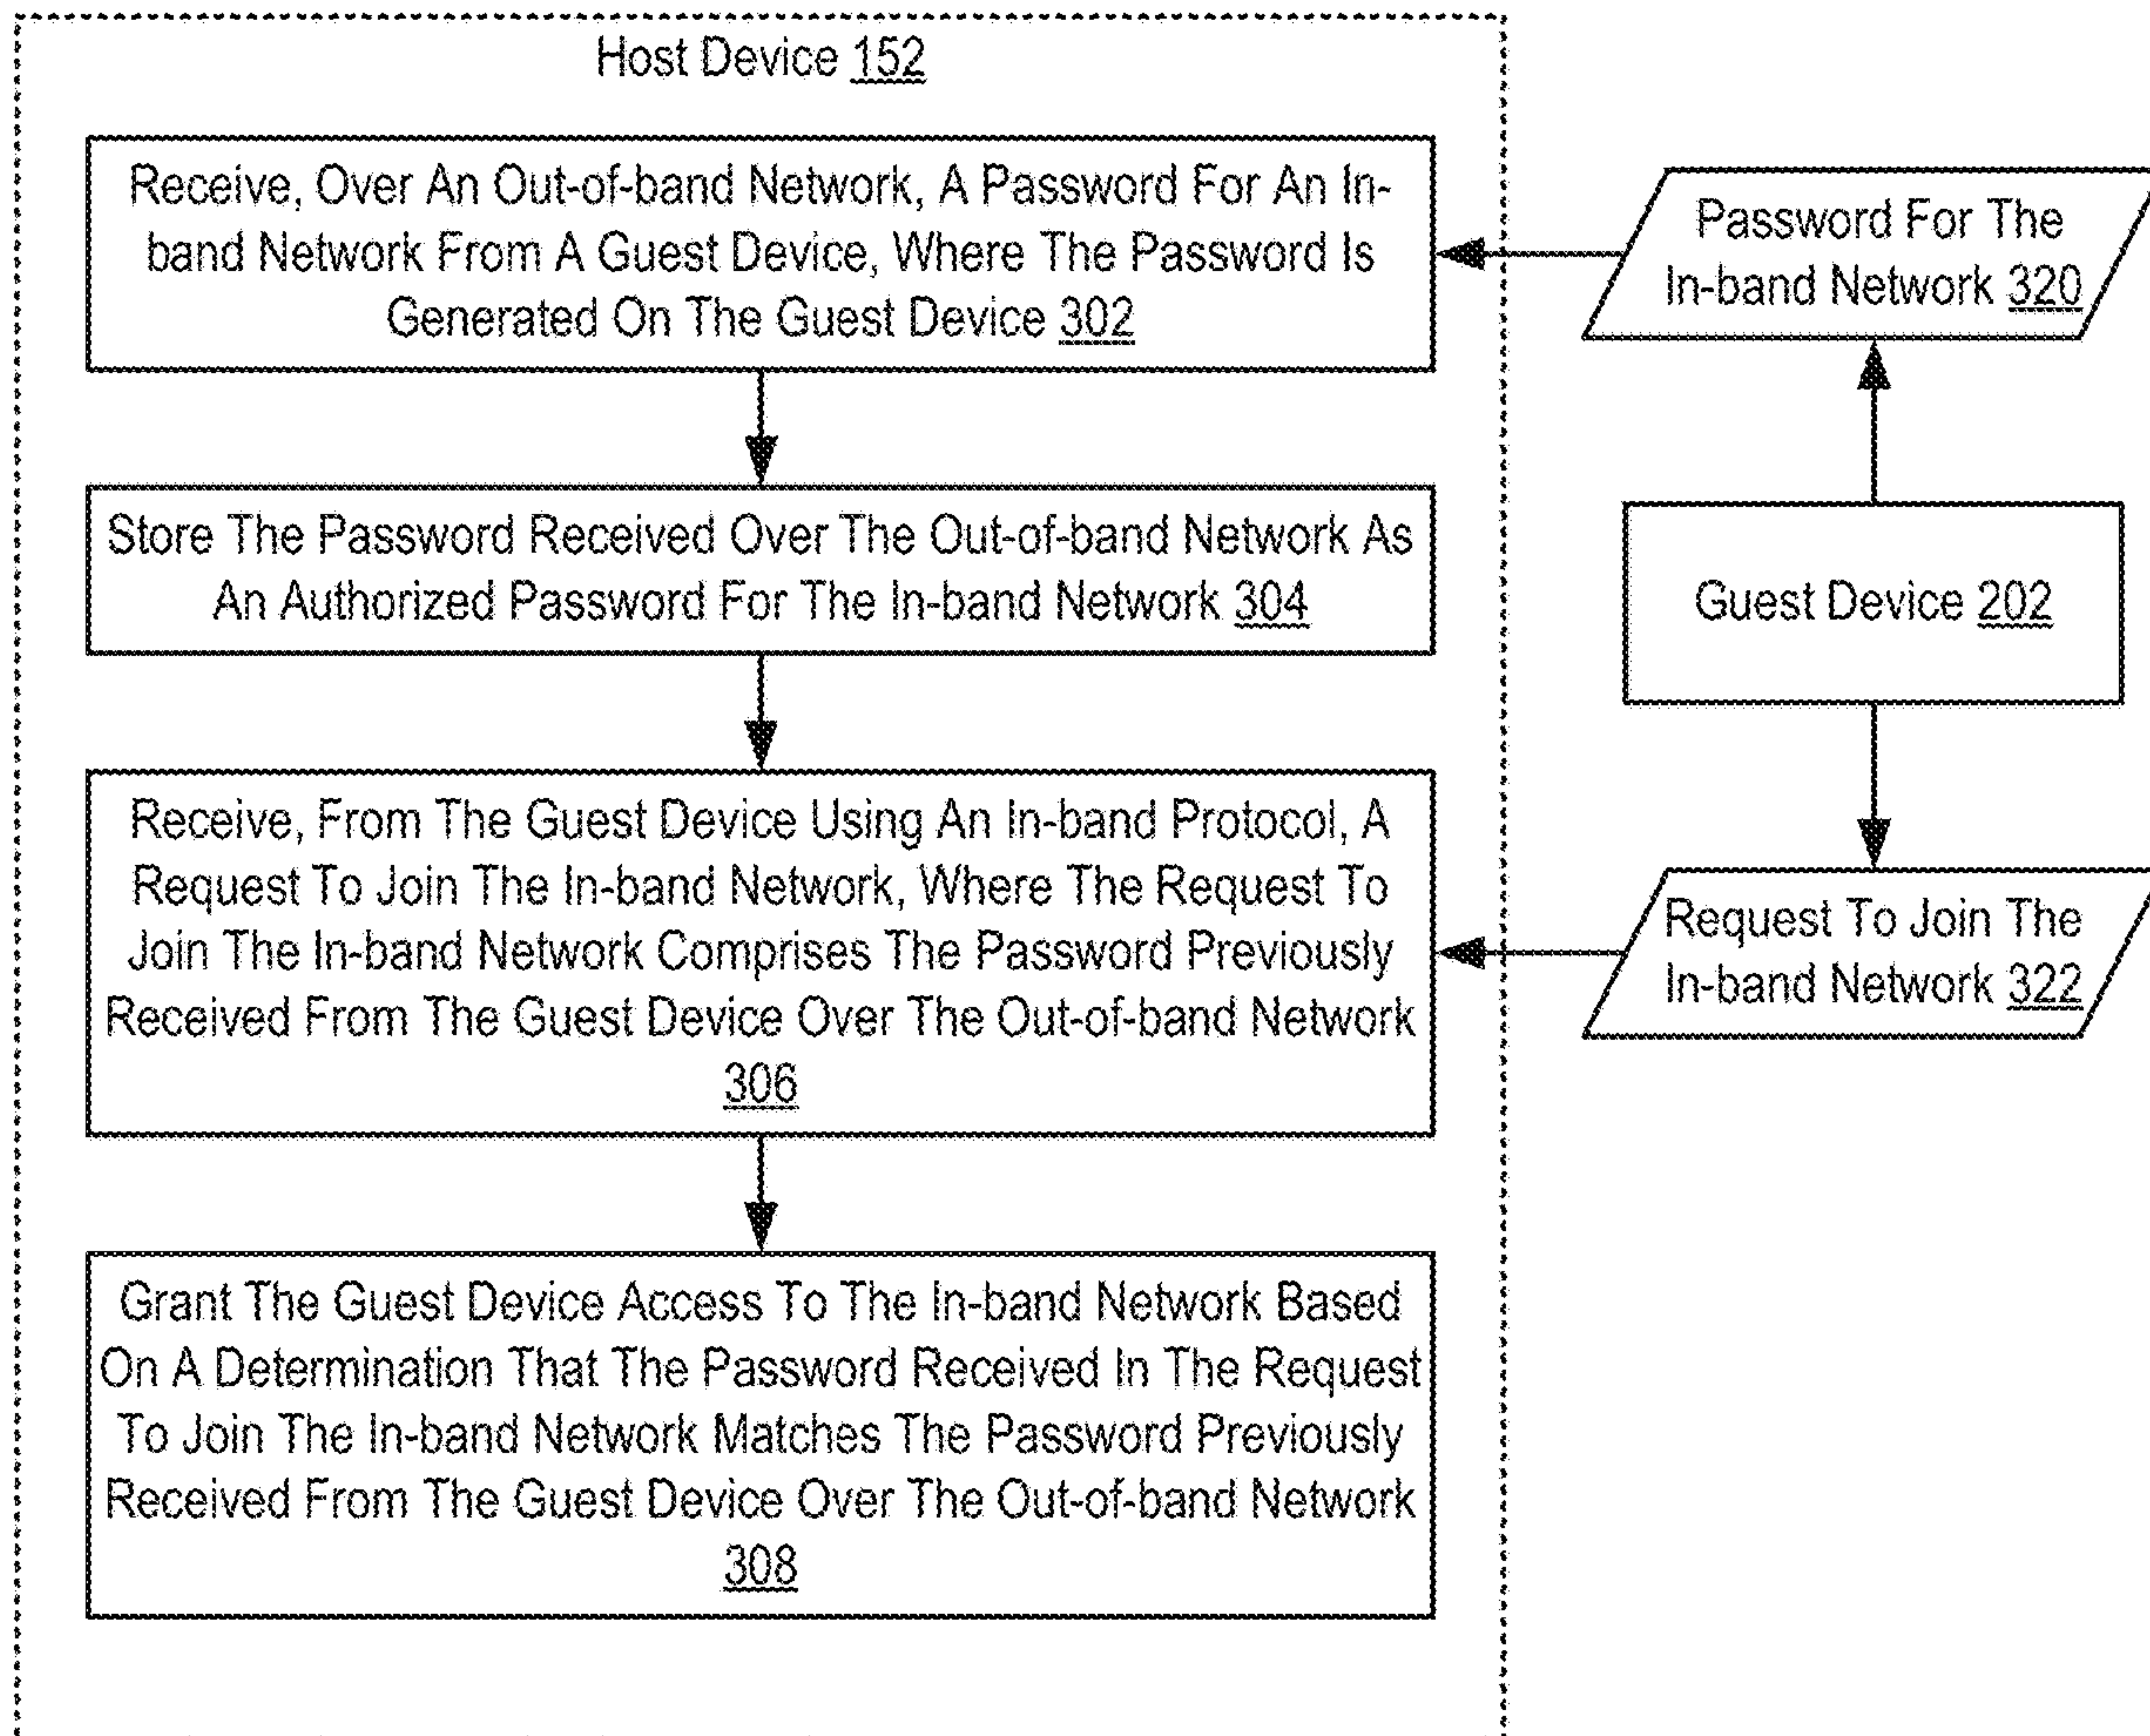 Host Device 152
Receive, Over An Out-of-band Network, A Password For An In-
band Network From A Guest Device, Where The Password Is
Generated On The Guest Device 302
Store The Password Received Over The Out-of-band Network As
An Authorized Password For The In-band Network 304
Receive, From The Guest Device Using An In-band Protocol, A
Request To Join The In-band Network, Where The Request To
Join The In-band Network Comprises The Password Previously
Received From The Guest Device Over The Out-of-band Network
306
Grant The Guest Device Access To The In-band Network Based
On A Determination That The Password Received In The Request
To Join The In-band Network Matches The Password Previously
Received From The Guest Device Over The Out-of-band Network
308
Password For The
In-band Network 320
Guest Device 202
Request To Join The
In-band Network 322